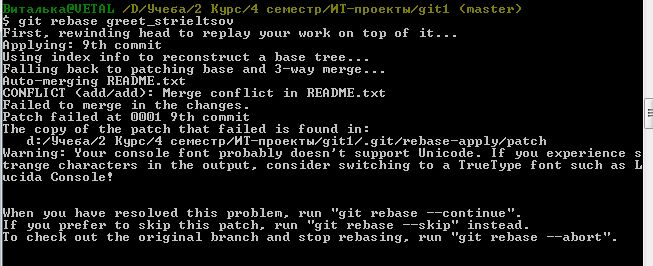 Виталька@VETAL /D/Учеба/2 Курс/4 семестр/ИТ-проекты/git1 (master)
$ git rebase greet_strieltsov
First, rewinding head to replay your work on top of it...
Applying: 9th commit
Using index info to reconstruct a base tree...
Falling back to patching base and 3-way merge...
Auto-merging README.txt
CONFLICT (add/add): Merge conflict in README.txt
Failed to merge in the changes.
Patch failed at 0001 9th commit
The copy of the patch that failed is found in:
d:/Учеба/2 Курс/4 семестр/ИТ-проекты/git1/.git/rebase-apply/patch
Warning: Your console font probably doesn't support Unicode. If you experience s
trange characters in the output, consider switching to a TrueType font such as L
ucida Console!
When you have resolved this problem, run "git rebase --continue".
If you prefer to skip this patch, run "git rebase --skip" instead.
To check out the original branch and stop rebasing, run "git rebase --abort".